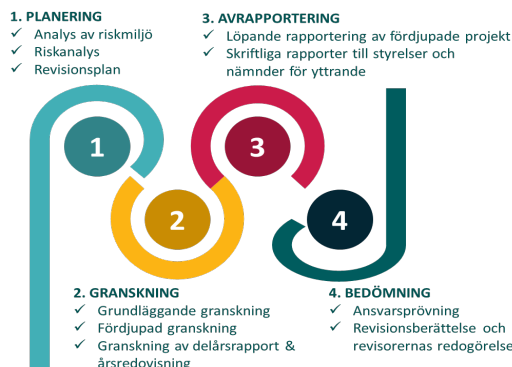 1. PLANERING
✓ Analys av riskmiljö
✓ Riskanalys
✓ Revisionsplan
3. AVRAPPORTERING
✓ Löpande rapportering av fördjupade projekt
✓ Skriftliga rapporter till styrelser och
nämnder för yttrande
1
2
3
4
2. GRANSKNING
✓ Grundläggande granskning
✓ Fördjupad granskning
✓ Granskning av delårsrapport &
årsredovisning
4. BEDÖMNING
✓ Ansvarsprövning
✓ Revisionsberättelse och
revisorernas redogörelse